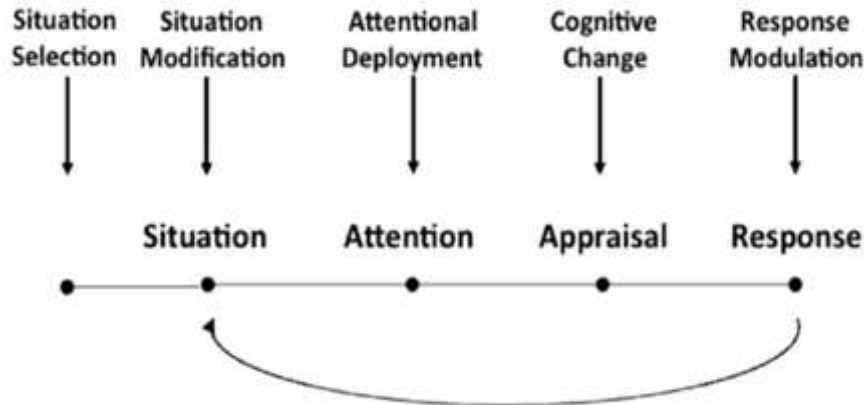 Situation Selection
Situation Modification
Attentional Deployment
Cognitive Change
Response Modulation
Situation Attention Appraisal Response